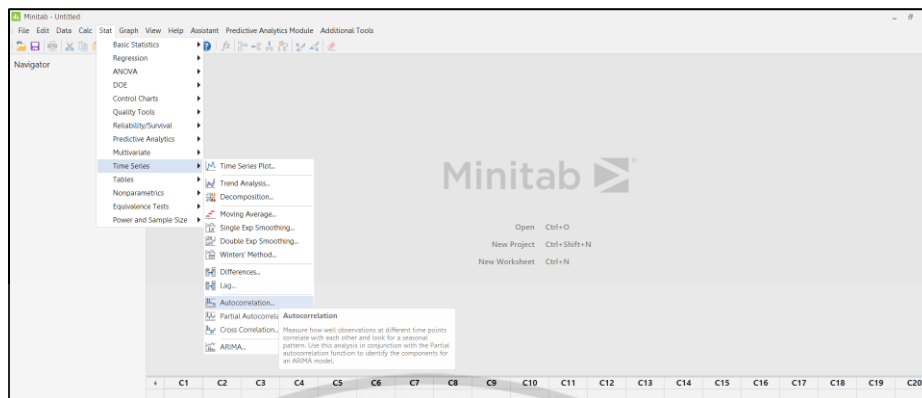 Minitab - Untitled
File Edit Data Calc Stat Graph View Help Assistant Predictive Analytics Module Additional Tools
Navigator
Basic Statistics
Regression
ANOVA
DOE
Control Charts
Quality Tools
Reliability/Survival
Predictive Analytics
Multivariate
Time Series
Tables
Nonparametrics
Equivalence Tests
Power and Sample Size
Time Series Plot...
Trend Analysis...
Decomposition...
Moving Average...
Single Exp Smoothing...
Double Exp Smoothing...
Winters' Method...
Differences...
Lag...
Autocorrelation...
Partial Autocorrela
Cross Correlation...
ARIMA...
Autocorrelation
Measure how well observations at different time points
correlate with each other and look for a seasonal
pattern. Use this analysis in conjunction with the Partial
autocorrelation function to identify the components for
an ARIMA model.
Minitab
Open Ctrl+O
New Project Ctrl+Shift+N
New Worksheet Ctrl+N
+ C1 C2 C3 C4 C5 C6 C7 C8 C9 C10 C11 C12 C13 C14 C15 C16 C17 C18 C19 C20